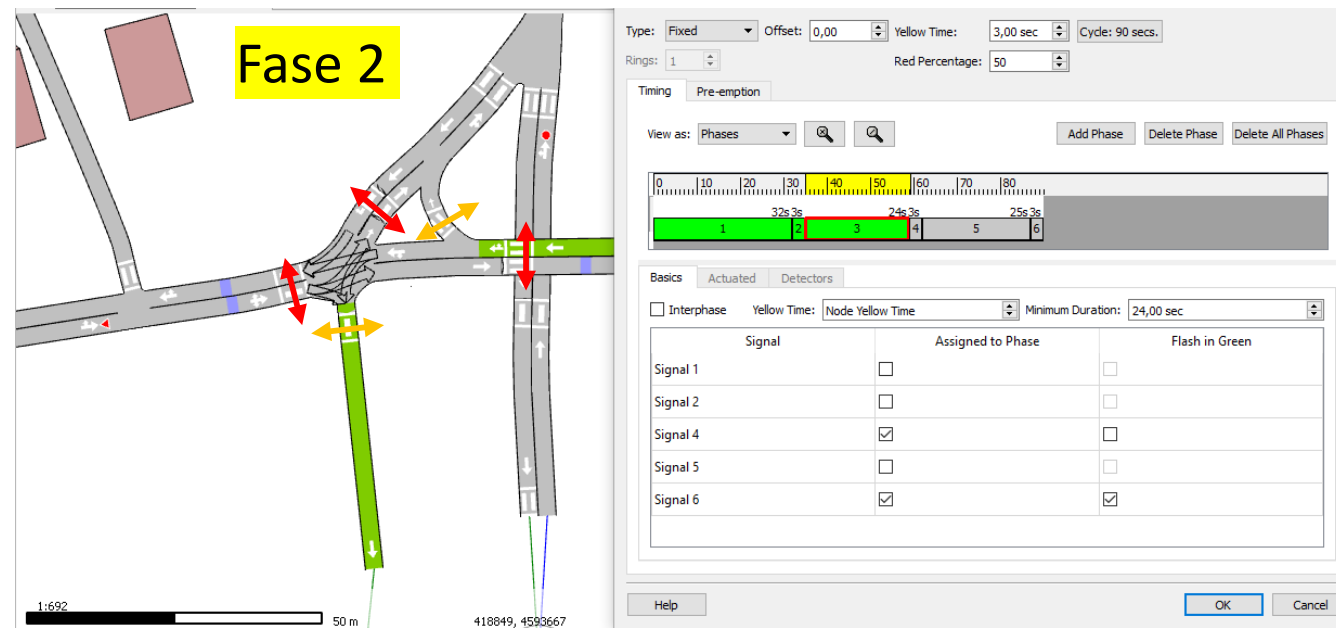 Fase 2
1:692
50 m
418849, 4593667
Type: Fixed Offset: 0,00 Yellow Time: 3,00 sec Cycle: 90 secs.
Rings: 1 Red Percentage: 50
Timing Pre-emption
View as: Phases Add Phase Delete Phase Delete All Phases
0 10 20 30 40 50 60 70 80
32s 3s 24s 3s 25s 3s
1 2 3 4 5 6
Basics Actuated Detectors
Interphase Yellow Time: Node Yellow Time Minimum Duration: 24,00 sec
Signal Assigned to Phase Flash in Green
Signal 1
Signal 2
Signal 4
Signal 5
Signal 6
Help OK Cancel